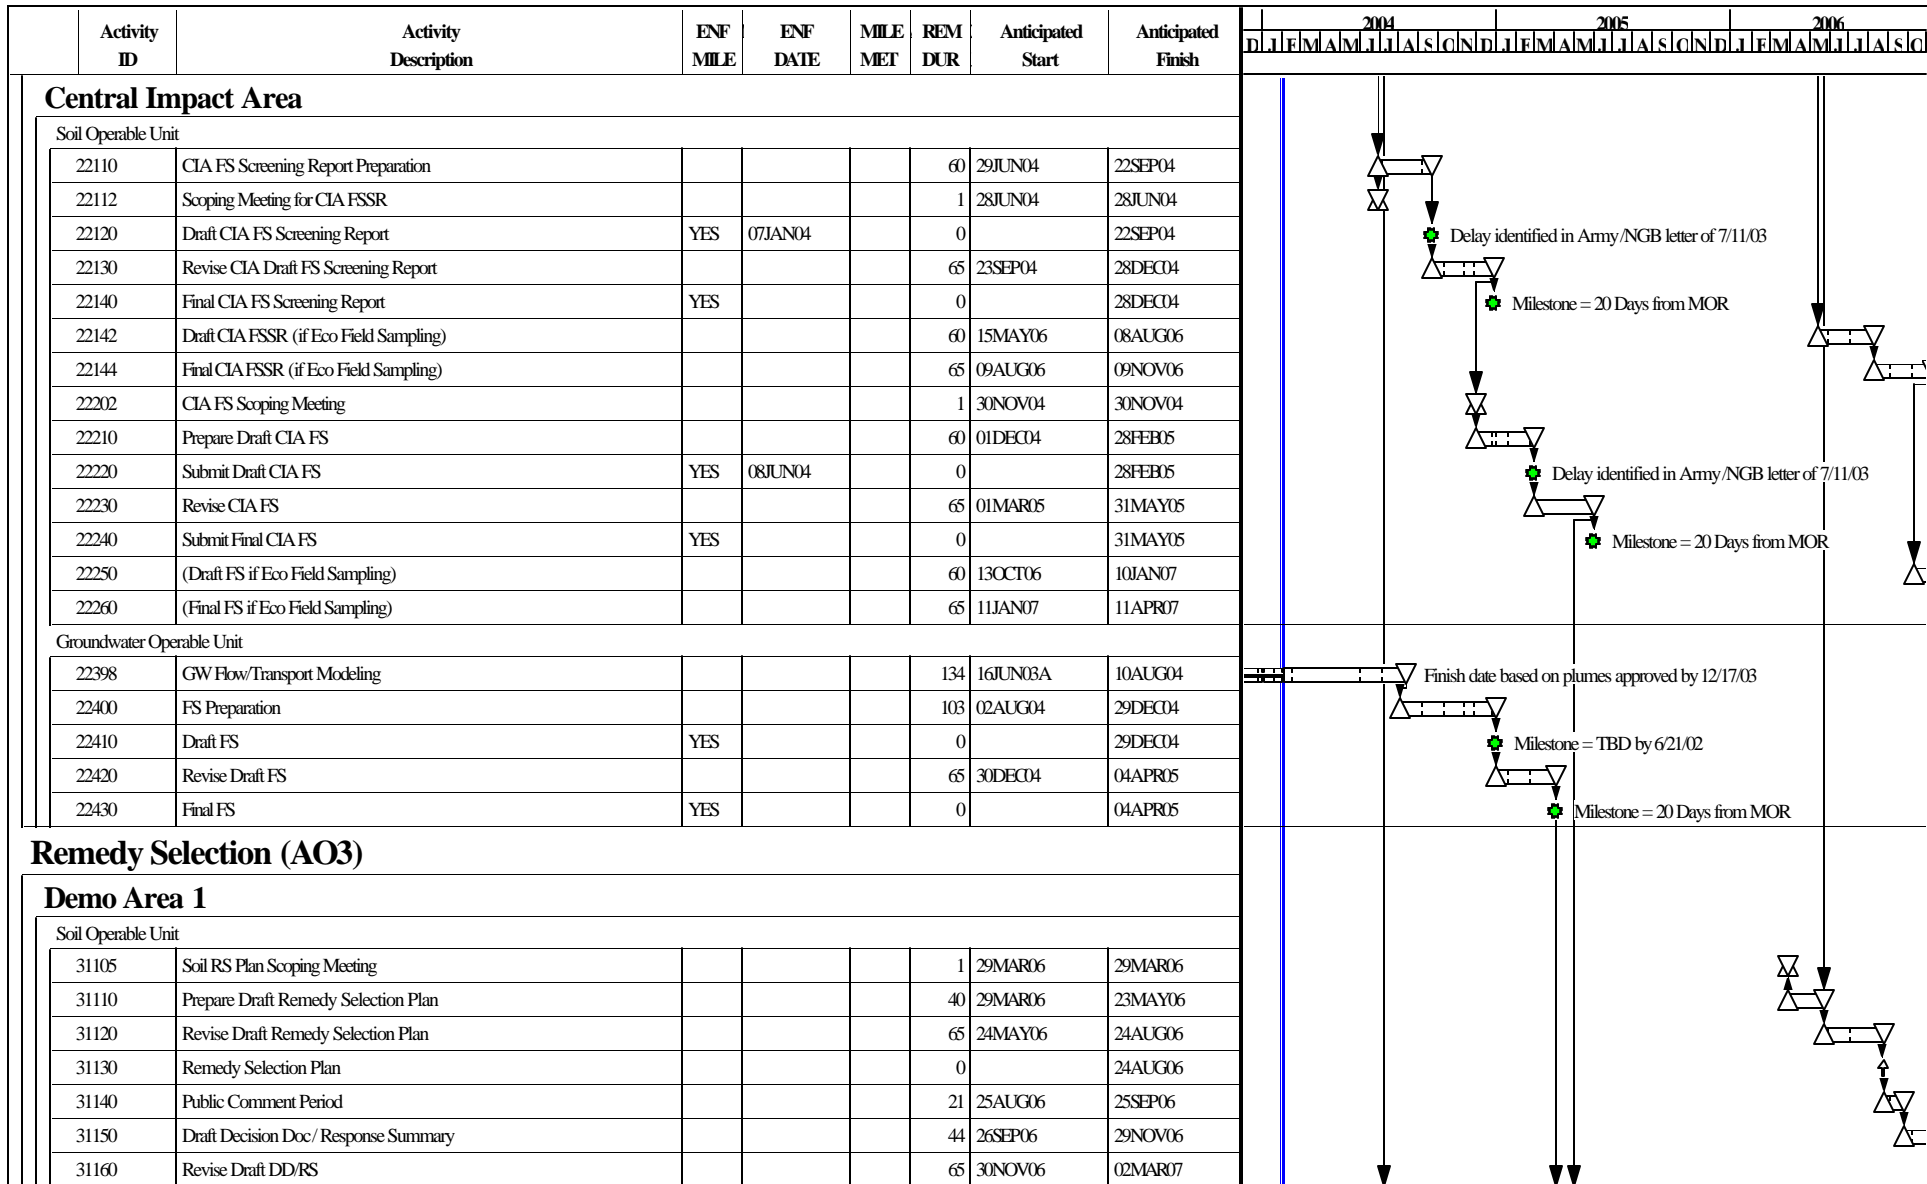 Activity ID Activity Description ENF MILE ENF DATE MILE MET REM DUR Anticipated Start Anticipated Finish
2004 2005 2006
D J F M A M J J A S O N D J F M A M J J A S O N D J F M A M J J A S O
Central Impact Area
Soil Operable Unit
22110 CIA FS Screening Report Preparation 60 29JUN04 22SEP04
22112 Scoping Meeting for CIA FSSR 1 28JUN04 28JUN04
22120 Draft CIA FS Screening Report YES 07JAN04 0 22SEP04 Delay identified in Army/NGB letter of 7/11/03
22130 Revise CIA Draft FS Screening Report 65 23SEP04 28DEC04
22140 Final CIA FS Screening Report YES 0 28DEC04 Milestone = 20 Days from MOR
22142 Draft CIA FSSR (if Eco Field Sampling) 60 15MAY06 08AUG06
22144 Final CIA FSSR (if Eco Field Sampling) 65 09AUG06 09NOV06
22202 CIA FS Scoping Meeting 1 30NOV04 30NOV04
22210 Prepare Draft CIA FS 60 01DEC04 28FEB05
22220 Submit Draft CIA FS YES 08JUN04 0 28FEB05 Delay identified in Army/NGB letter of 7/11/03
22230 Revise CIA FS 65 01MAR05 31MAY05
22240 Submit Final CIA FS YES 0 31MAY05 Milestone = 20 Days from MOR
22250 (Draft FS if Eco Field Sampling) 60 13OCT06 10JAN07
22260 (Final FS if Eco Field Sampling) 65 11JAN07 11APR07
Groundwater Operable Unit
22398 GW Flow/Transport Modeling 134 16JUN03A 10AUG04 Finish date based on plumes approved by 12/17/03
22400 FS Preparation 103 02AUG04 29DEC04
22410 Draft FS YES 0 29DEC04 Milestone = TBD by 6/21/02
22420 Revise Draft FS 65 30DEC04 04APR05
22430 Final FS YES 0 04APR05 Milestone = 20 Days from MOR
Remedy Selection (AO3)
Demo Area 1
Soil Operable Unit
31105 Soil RS Plan Scoping Meeting 1 29MAR06 29MAR06
31110 Prepare Draft Remedy Selection Plan 40 29MAR06 23MAY06
31120 Revise Draft Remedy Selection Plan 65 24MAY06 24AUG06
31130 Remedy Selection Plan 0 24AUG06
31140 Public Comment Period 21 25AUG06 25SEP06
31150 Draft Decision Doc / Response Summary 44 26SEP06 29NOV06
31160 Revise Draft DD/RS 65 30NOV06 02MAR07